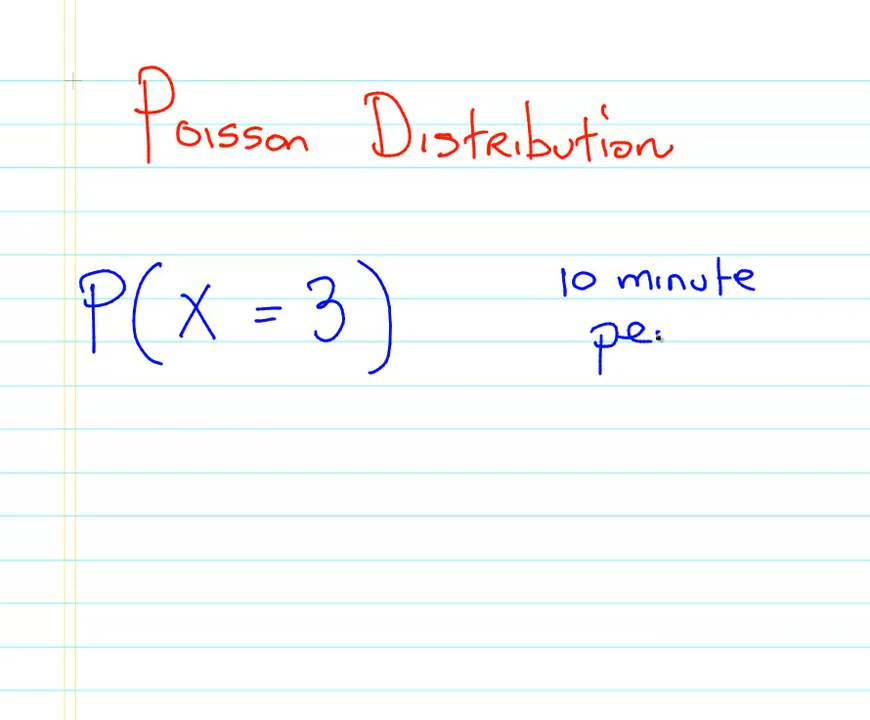 Poisson Distribution
P(X = 3)
10 minute
pe